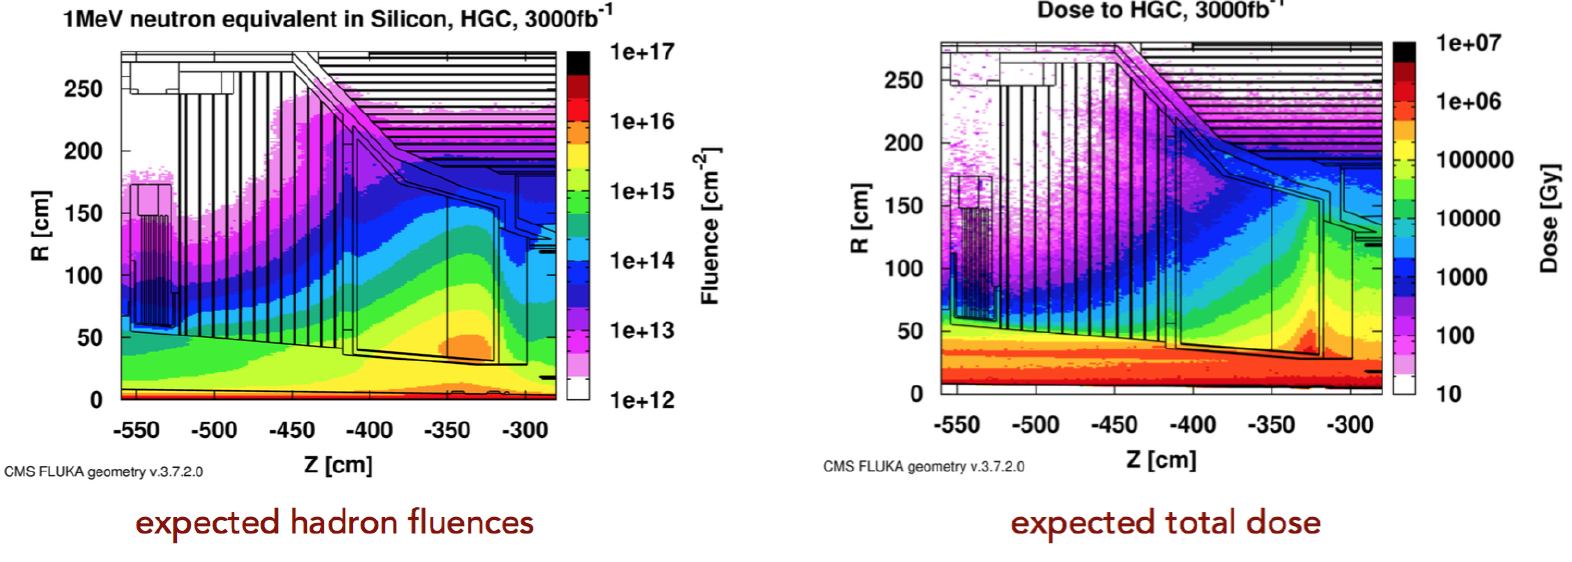 1MeV neutron equivalent in Silicon, HGC, 3000fb⁻¹
1e+17
1e+16
1e+15
1e+14
1e+13
1e+12
Fluence [cm⁻²]
R [cm]
250
200
150
100
50
0
-550 -500 -450 -400 -350 -300
Z [cm]
CMS FLUKA geometry v.3.7.2.0
expected hadron fluences
Dose to HGC, 3000fb⁻¹
1e+07
1e+06
100000
10000
1000
100
10
Dose [Gy]
R [cm]
250
200
150
100
50
0
-550 -500 -450 -400 -350 -300
Z [cm]
CMS FLUKA geometry v.3.7.2.0
expected total dose